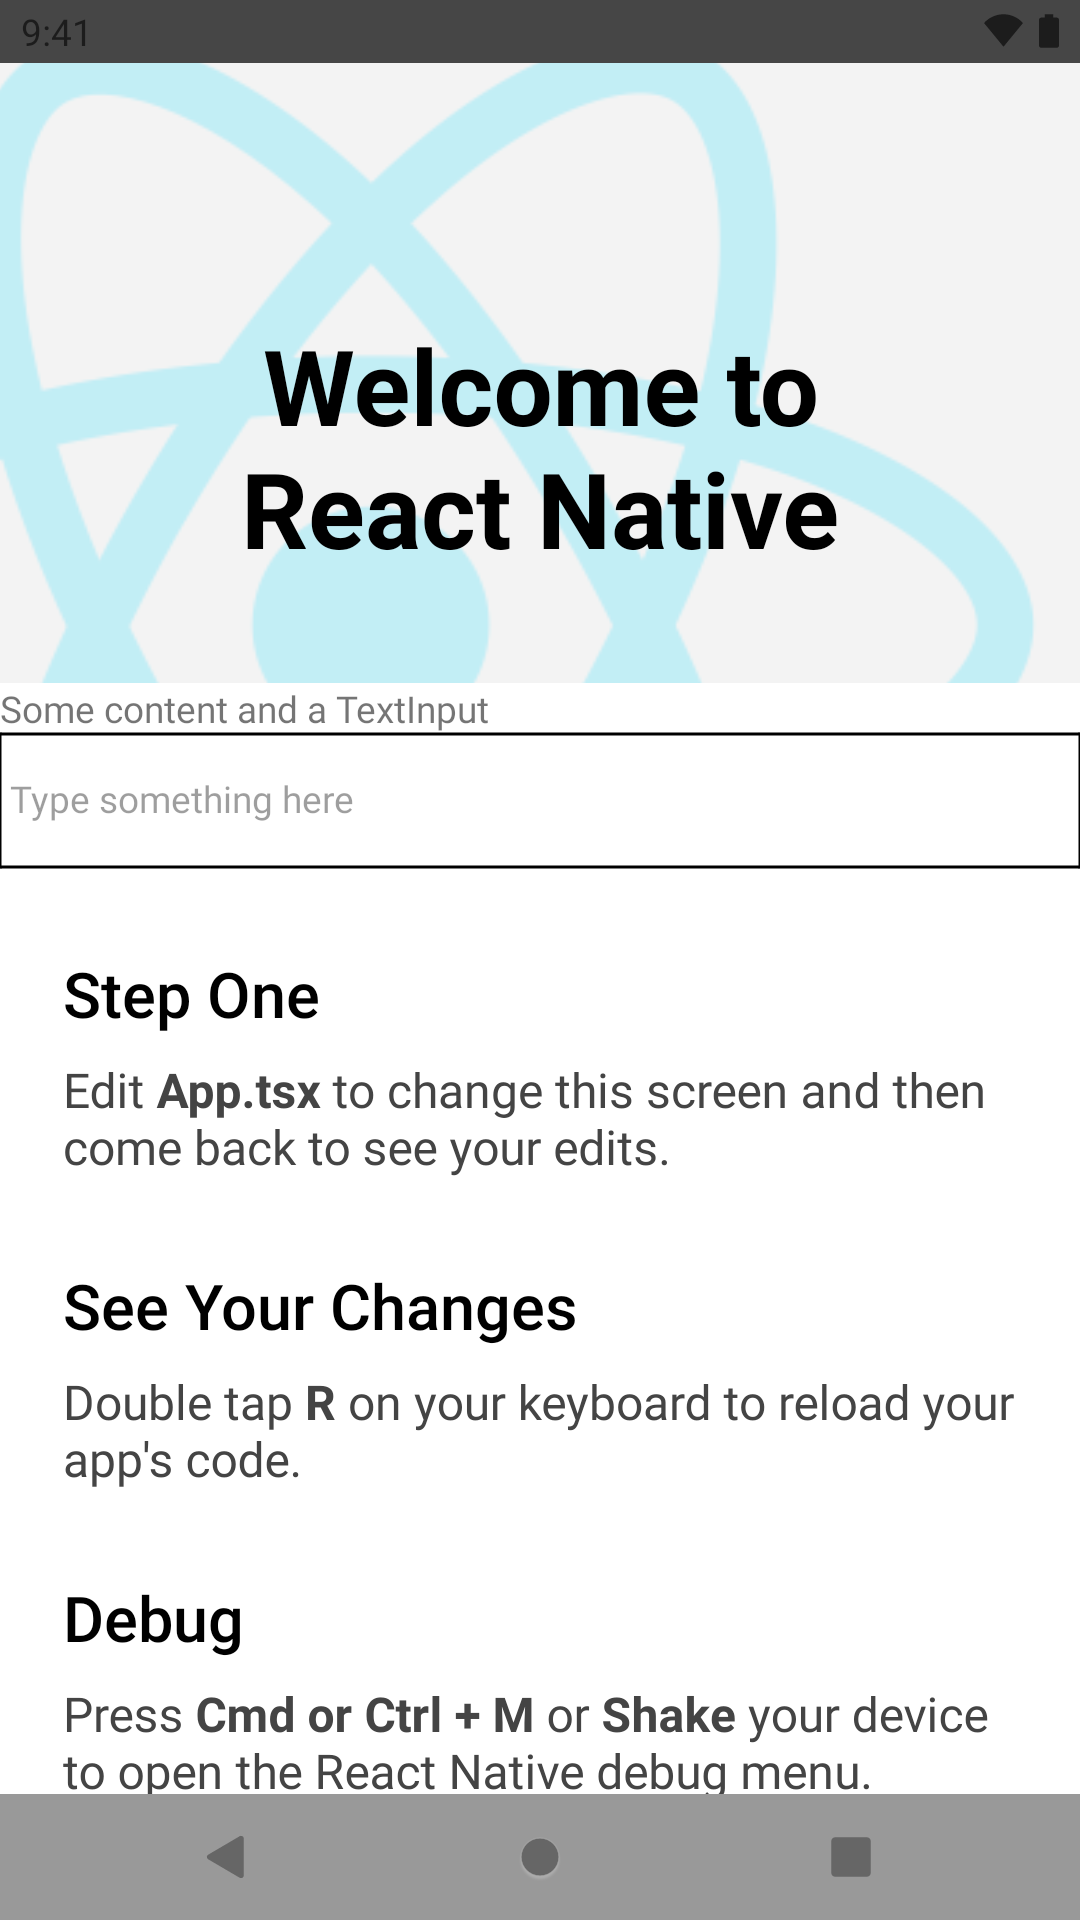 9:41
Welcome to
React Native
Some content and a TextInput
Type something here
Step One
Edit App.tsx to change this screen and then
come back to see your edits.
See Your Changes
Double tap R on your keyboard to reload your
app's code.
Debug
Press Cmd or Ctrl + M or Shake your device
to open the React Native debug menu.